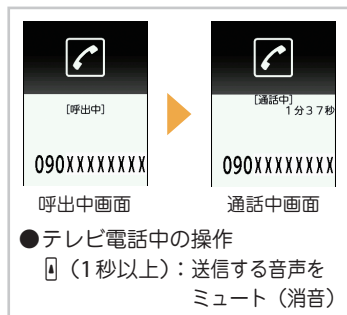 [呼出中]
090XXXXXXXX
呼出中画面
[通話中]
1分37秒
090XXXXXXXX
通話中画面
●テレビ電話中の操作
▲（1秒以上）：送信する音声を
ミュート（消音）